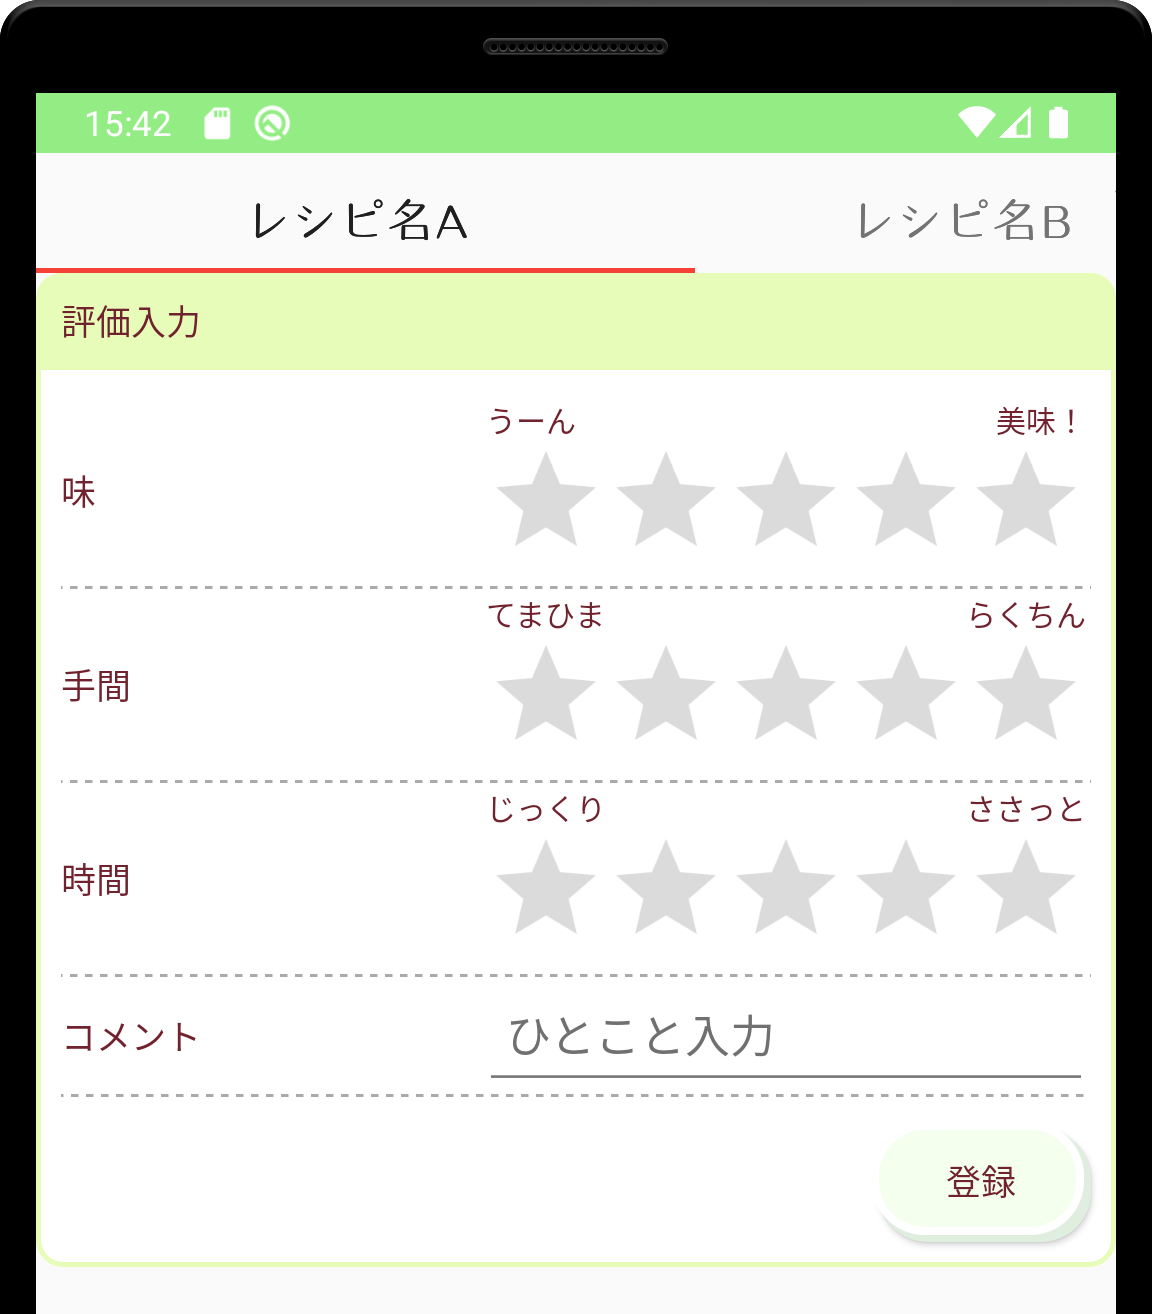 15:42
レシピ名A レシピ名B
評価入力
うーん 美味！
味
てまひま らくちん
手間
じっくり ささっと
時間
コメント ひとこと入力
登録